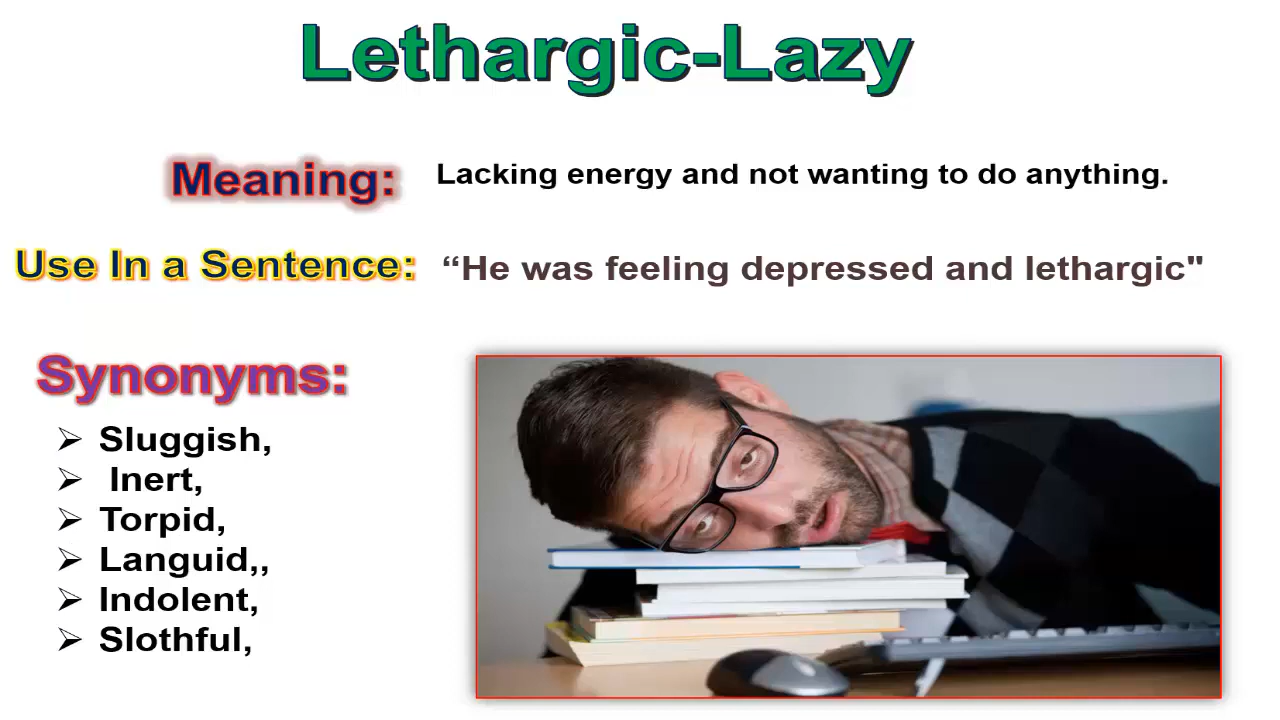 Lethargic-Lazy
Meaning: Lacking energy and not wanting to do anything.
Use In a Sentence: “He was feeling depressed and lethargic"
Synonyms:
➢ Sluggish,
➢ Inert,
➢ Torpid,
➢ Languid,,
➢ Indolent,
➢ Slothful,